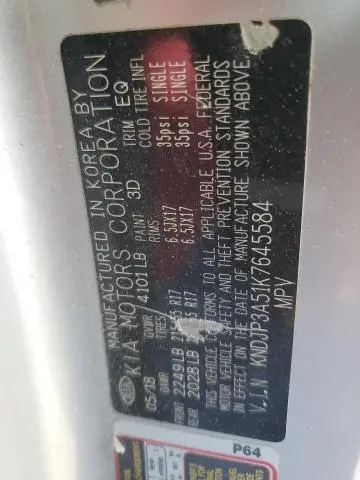 MANUFACTURED IN KOREA BY
KIA MOTORS CORPORATION
05/18 GVWR 4101LB PAINT: 3D TRIM EQ
GAWR TIRES RIMS COLD TIRE INFL
FRONT 2249LB R17 6.5JX17 35psi SINGLE
REAR 2028LB R17 6.5JX17 35psi SINGLE
THIS VEHICLE CONFORMS TO ALL APPLICABLE U.S.A. FEDERAL
MOTOR VEHICLE SAFETY AND THEFT PREVENTION STANDARDS
IN EFFECT ON THE DATE OF MANUFACTURE SHOWN ABOVE.
V.I.N KNDJP3A51K7645584
MPV
P64